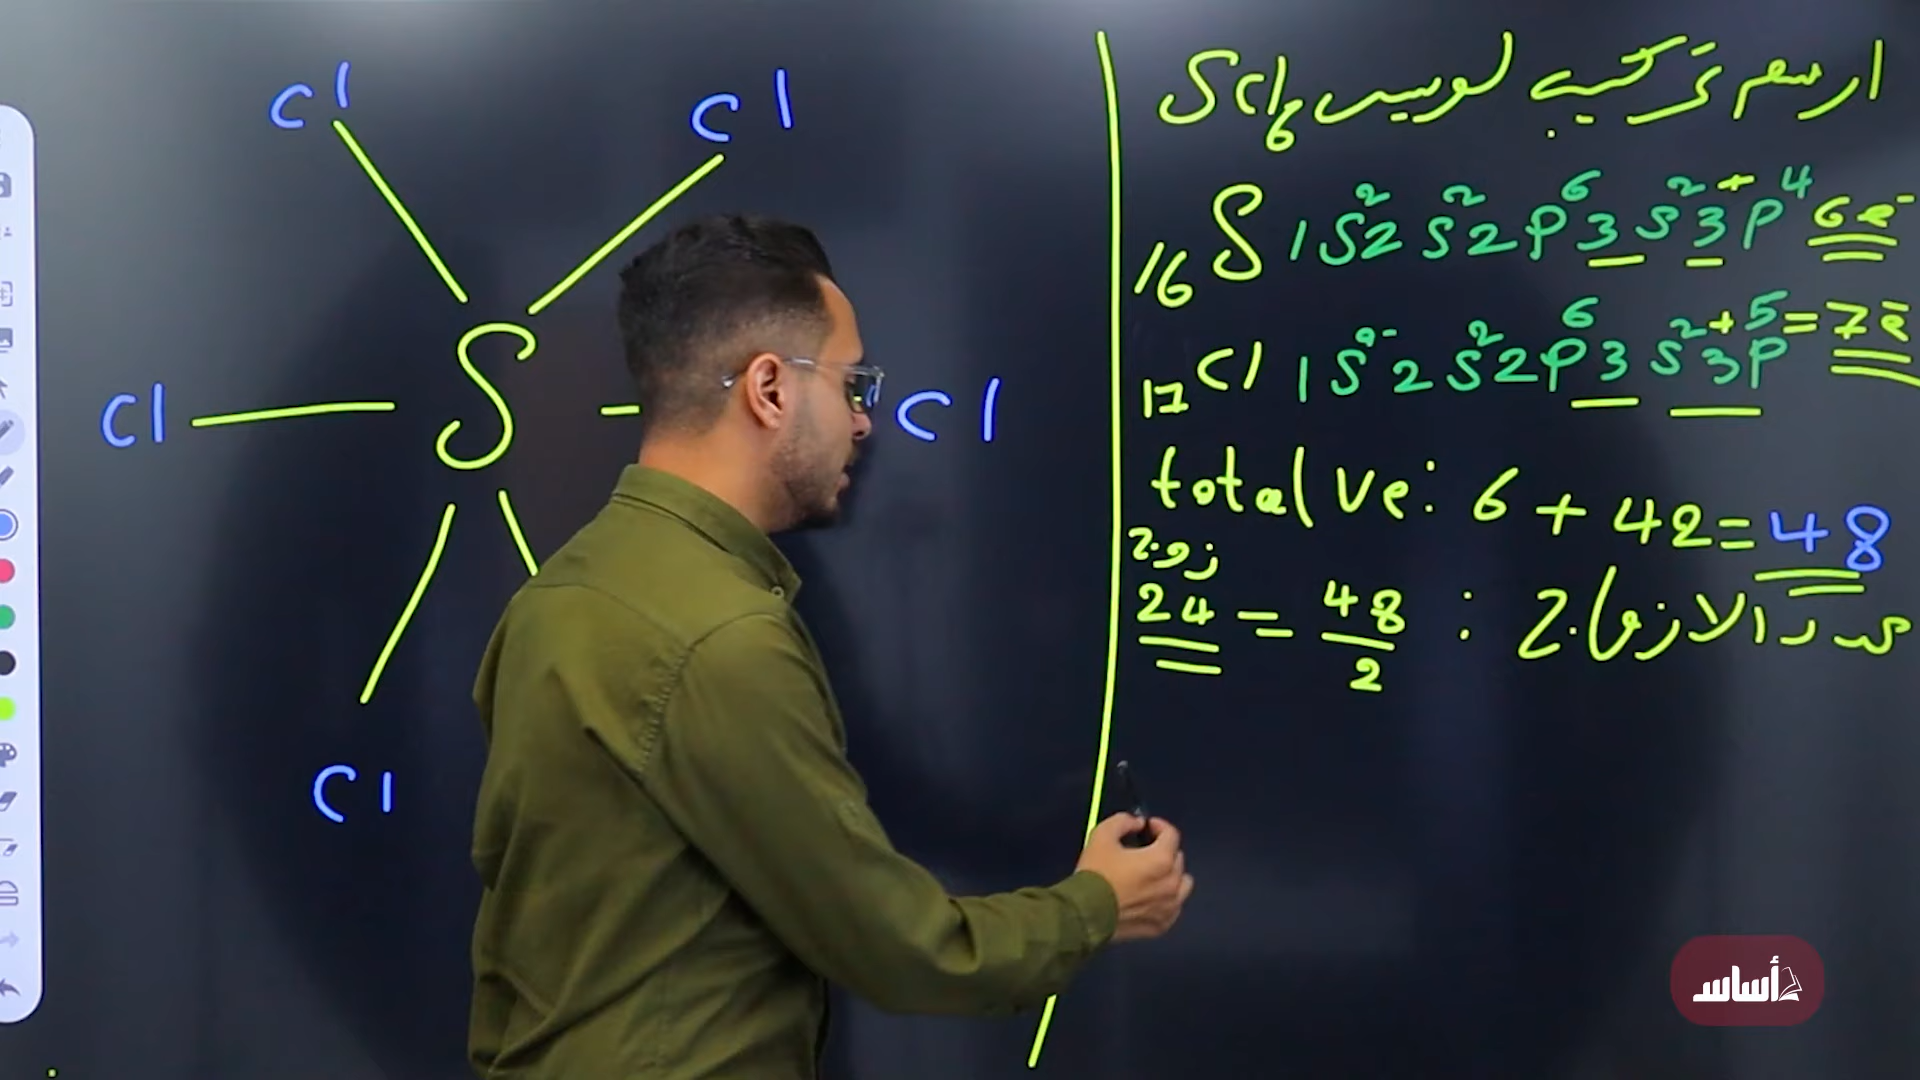 ارسم تركيب لويس SCl₆
₁₆S 1S² 2S² 2P⁶ 3S² + 3P⁴ 6e⁻
₁₇Cl 1S² 2S² 2P⁶ 3S² + 3P⁵ = 7e⁻
total ve: 6 + 42 = 48
عدد الازواج : 48/2 = 24 زوج
Cl Cl
Cl S Cl
Cl
أساس